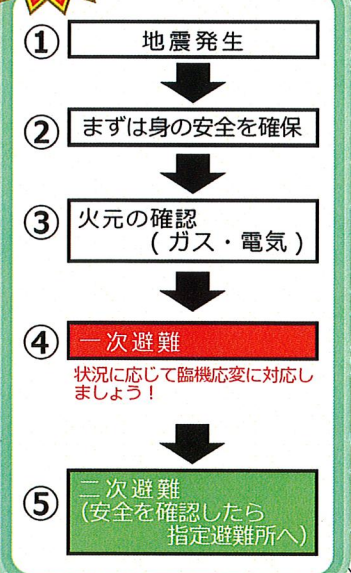 ① 地震発生
② まずは身の安全を確保
③ 火元の確認
(ガス・電気)
④ 一次避難
状況に応じて臨機応変に対応し
ましょう！
⑤ 二次避難
(安全を確認したら
指定避難所へ)